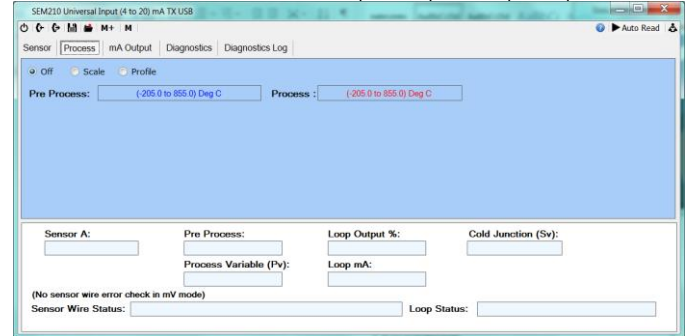 SEM210 Universal Input (4 to 20) mA TX USB
M+ M Auto Read
Sensor Process mA Output Diagnostics Diagnostics Log
Off Scale Profile
Pre Process: (-205.0 to 855.0) Deg C Process : (-205.0 to 855.0) Deg C
Sensor A: Pre Process: Loop Output %: Cold Junction (Sv):
Process Variable (Pv): Loop mA:
(No sensor wire error check in mV mode)
Sensor Wire Status: Loop Status: